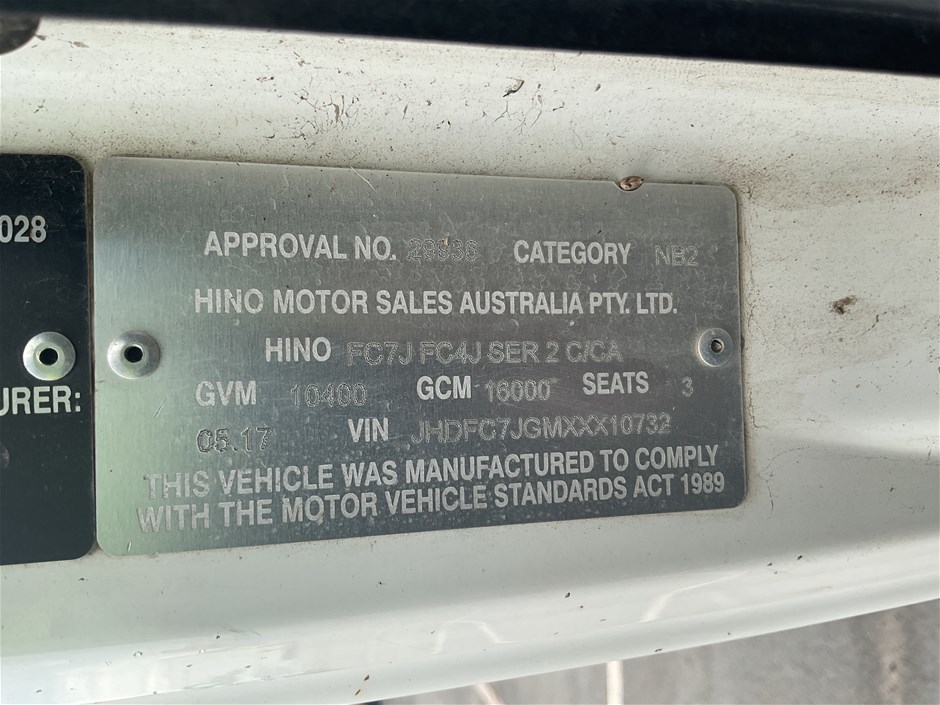 028
URER:
APPROVAL NO. 29836 CATEGORY NB2
HINO MOTOR SALES AUSTRALIA PTY. LTD.
HINO FC7J FC4J SER 2 C/CA
GVM 10400 GCM 16000 SEATS 3
05.17 VIN JHDFC7JGMXXX10732
THIS VEHICLE WAS MANUFACTURED TO COMPLY
WITH THE MOTOR VEHICLE STANDARDS ACT 1989